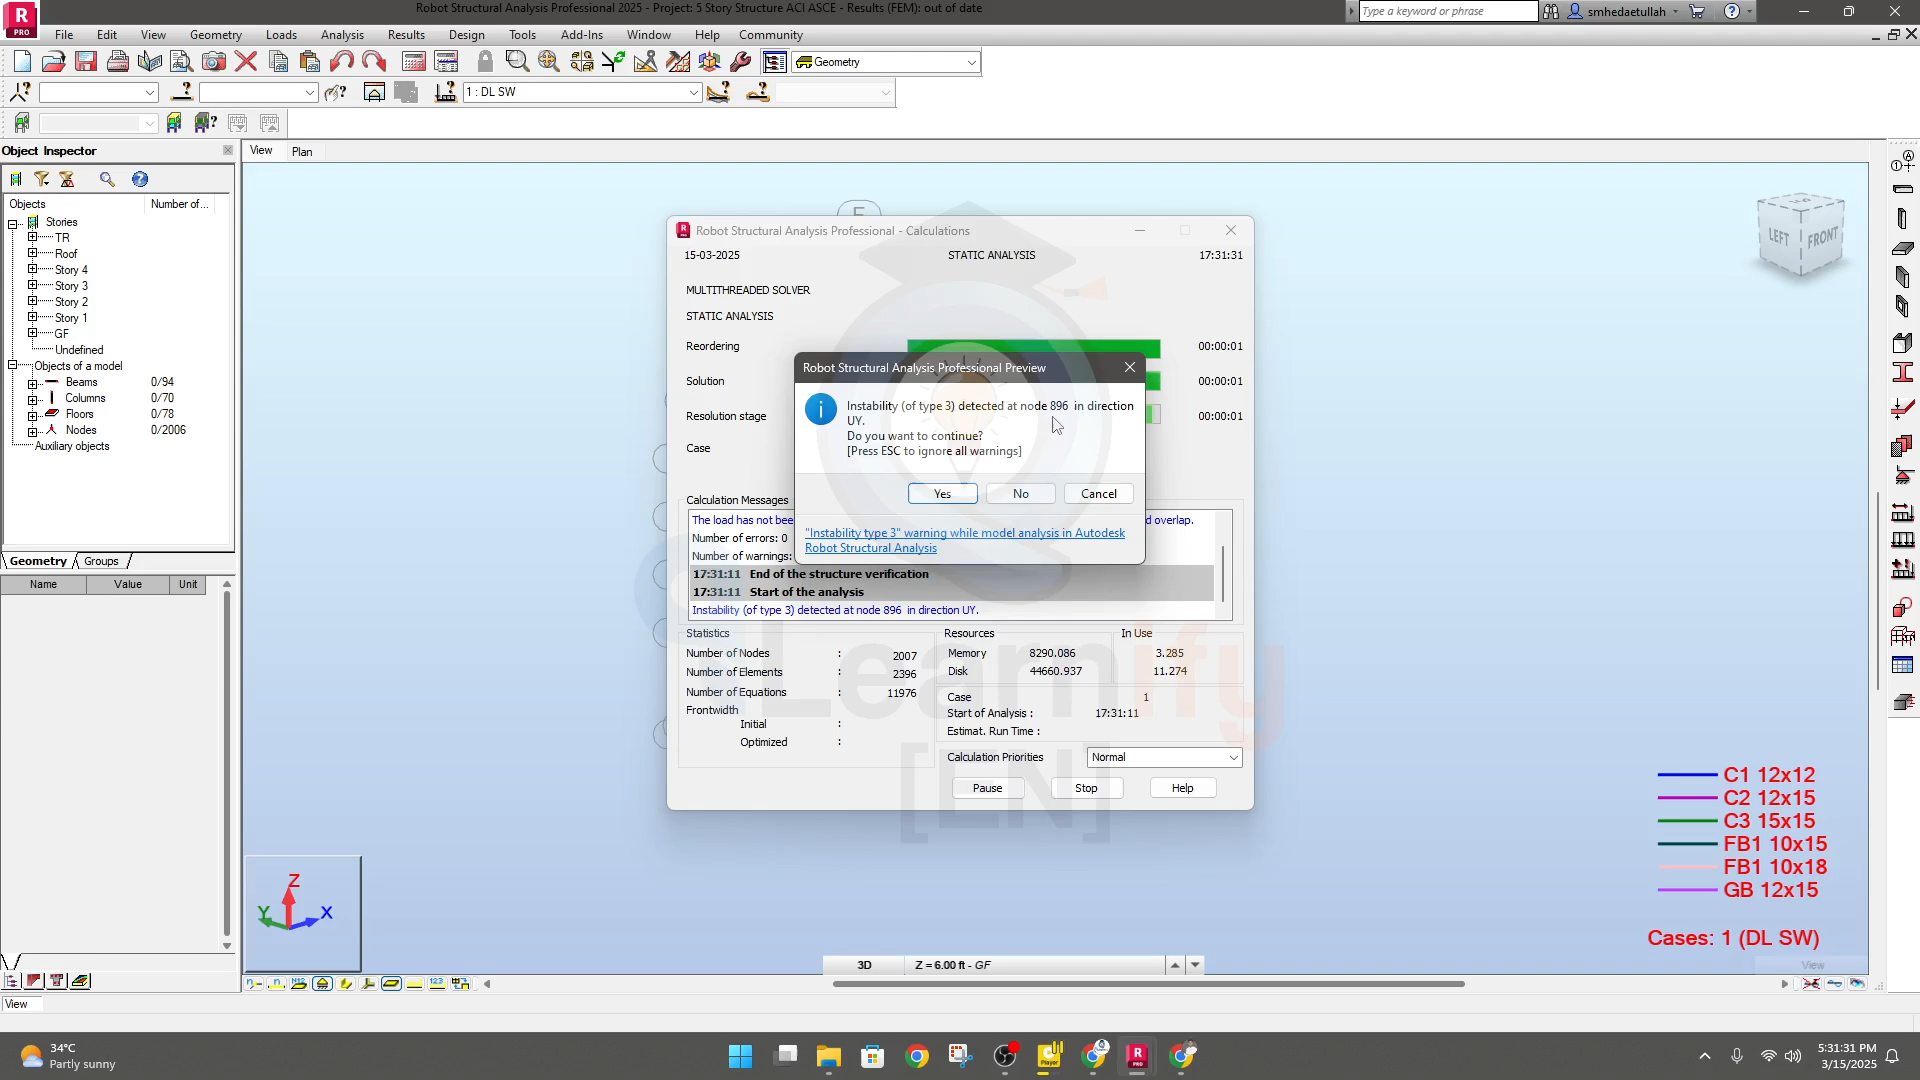 Robot Structural Analysis Professional 2025 - Project: 5 Story Structure ACI ASCE - Results (FEM): out of date
Type a keyword or phrase
smhedaetullah
R
PRO
File Edit View Geometry Loads Analysis Results Design Tools Add-Ins Window Help Community
Geometry
1 : DL SW
Object Inspector
View
Plan
Objects
Number of...
Stories
TR
Roof
Story 4
Story 3
Story 2
Story 1
GF
Undefined
Objects of a model
Beams 0/94
Columns 0/70
Floors 0/78
Nodes 0/2006
Auxiliary objects
Geometry
Groups
Name Value Unit
LEFT
FRONT
Robot Structural Analysis Professional - Calculations
15-03-2025
STATIC ANALYSIS
17:31:31
MULTITHREADED SOLVER
STATIC ANALYSIS
Reordering
00:00:01
Solution
00:00:01
Resolution stage
00:00:01
Case
Robot Structural Analysis Professional Preview
Instability (of type 3) detected at node 896 in direction
UY.
Do you want to continue?
[Press ESC to ignore all warnings]
Yes
No
Cancel
"Instability type 3" warning while model analysis in Autodesk
Robot Structural Analysis
Calculation Messages
The load has not bee
d overlap.
Number of errors: 0
Number of warnings:
17:31:11 End of the structure verification
17:31:11 Start of the analysis
Instability (of type 3) detected at node 896 in direction UY.
Statistics
Number of Nodes : 2007
Number of Elements : 2396
Number of Equations : 11976
Frontwidth
Initial :
Optimized :
Resources
In Use
Memory 8290.086 3.285
Disk 44660.937 11.274
Case 1
Start of Analysis : 17:31:11
Estimat. Run Time :
Calculation Priorities
Normal
Pause
Stop
Help
Learnify
[EN]
C1 12x12
C2 12x15
C3 15x15
FB1 10x15
FB1 10x18
GB 12x15
Cases: 1 (DL SW)
View
Z
Y
X
3D
Z = 6.00 ft - GF
View
34°C
Partly sunny
5:31:31 PM
3/15/2025